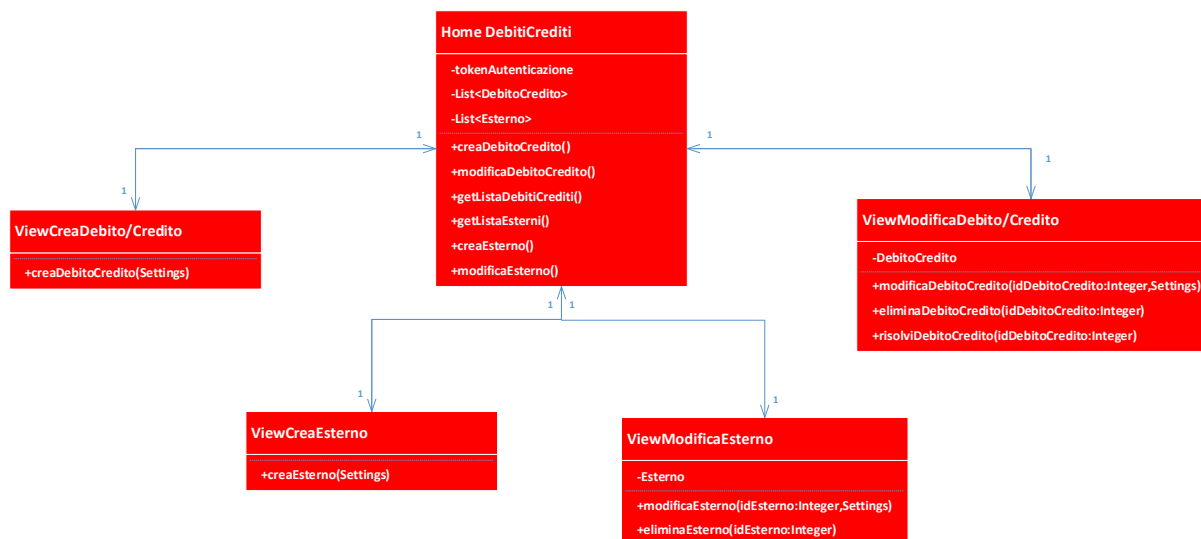 Home DebitiCrediti
-tokenAutenticazione
-List<DebitoCredito>
-List<Esterno>
+creaDebitoCredito()
+modificaDebitoCredito()
+getListaDebitiCrediti()
+getListaEsterni()
+creaEsterno()
+modificaEsterno()
1
1
1
1
ViewCreaDebito/Credito
+creaDebitoCredito(Settings)
ViewModificaDebito/Credito
-DebitoCredito
+modificaDebitoCredito(idDebitoCredito:Integer,Settings)
+eliminaDebitoCredito(idDebitoCredito:Integer)
+risolviDebitoCredito(idDebitoCredito:Integer)
1 1
1
1
ViewCreaEsterno
+creaEsterno(Settings)
ViewModificaEsterno
-Esterno
+modificaEsterno(idEsterno:Integer,Settings)
+eliminaEsterno(idEsterno:Integer)